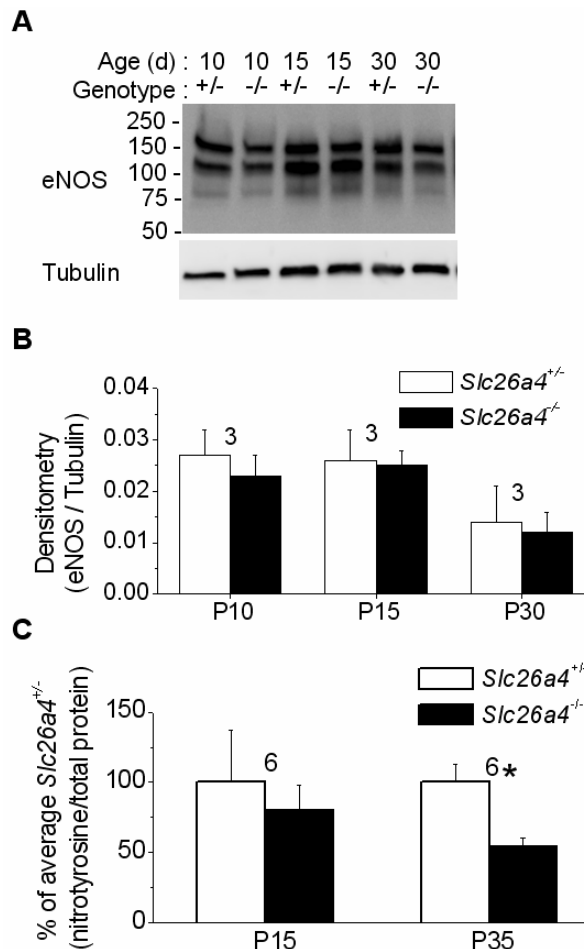 A
Age (d) : 10 10 15 15 30 30
Genotype : +/- -/- +/- -/- +/- -/-
250 -
150 -
eNOS
100 -
75 -
50 -
Tubulin
B
Slc26a4+/-
Slc26a4-/-
Densitometry
(eNOS / Tubulin)
0.04
0.03
0.02
0.01
0.00
3
3
3
P10 P15 P30
C
Slc26a4+/-
Slc26a4-/-
% of average Slc26a4+/-
(nitrotyrosine/total protein)
150
100
50
0
6
6 *
P15 P35